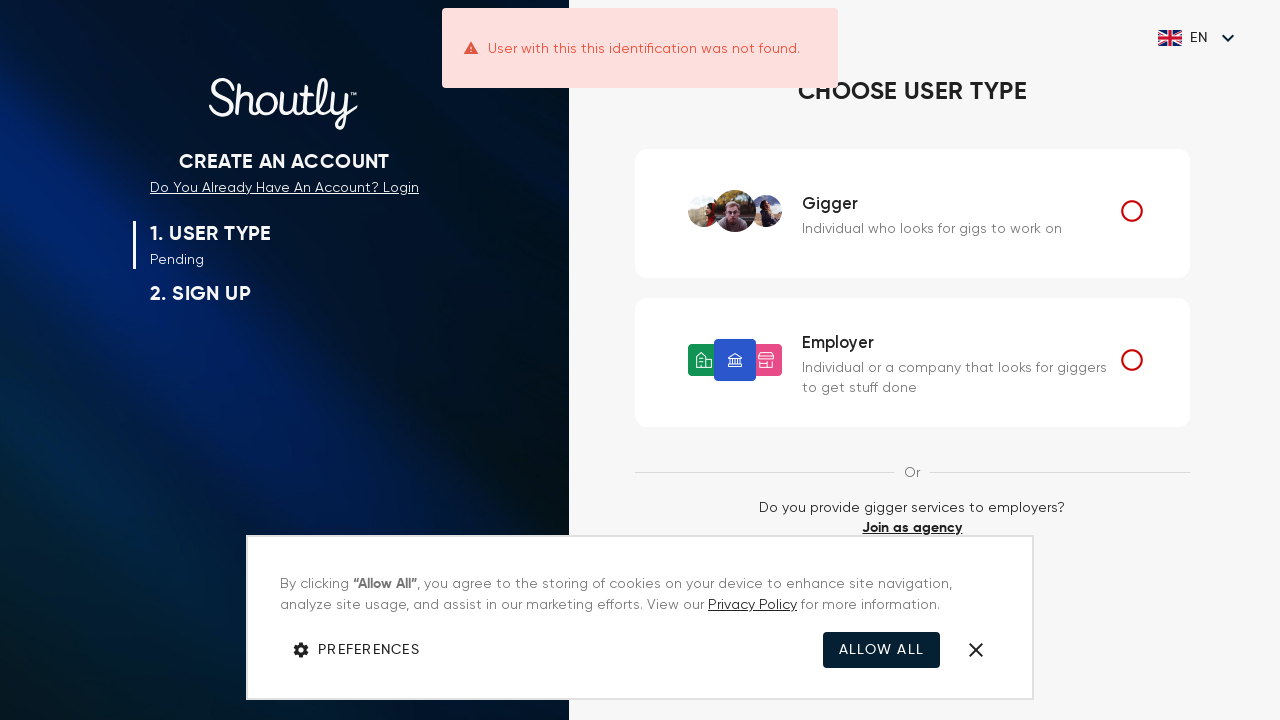 User with this this identification was not found.
EN
Shoutly™
CREATE AN ACCOUNT
Do You Already Have An Account? Login
1. USER TYPE
Pending
2. SIGN UP
CHOOSE USER TYPE
Gigger
Individual who looks for gigs to work on
Employer
Individual or a company that looks for giggers
to get stuff done
Or
Do you provide gigger services to employers?
Join as agency
By clicking “Allow All”, you agree to the storing of cookies on your device to enhance site navigation,
analyze site usage, and assist in our marketing efforts. View our Privacy Policy for more information.
PREFERENCES
ALLOW ALL